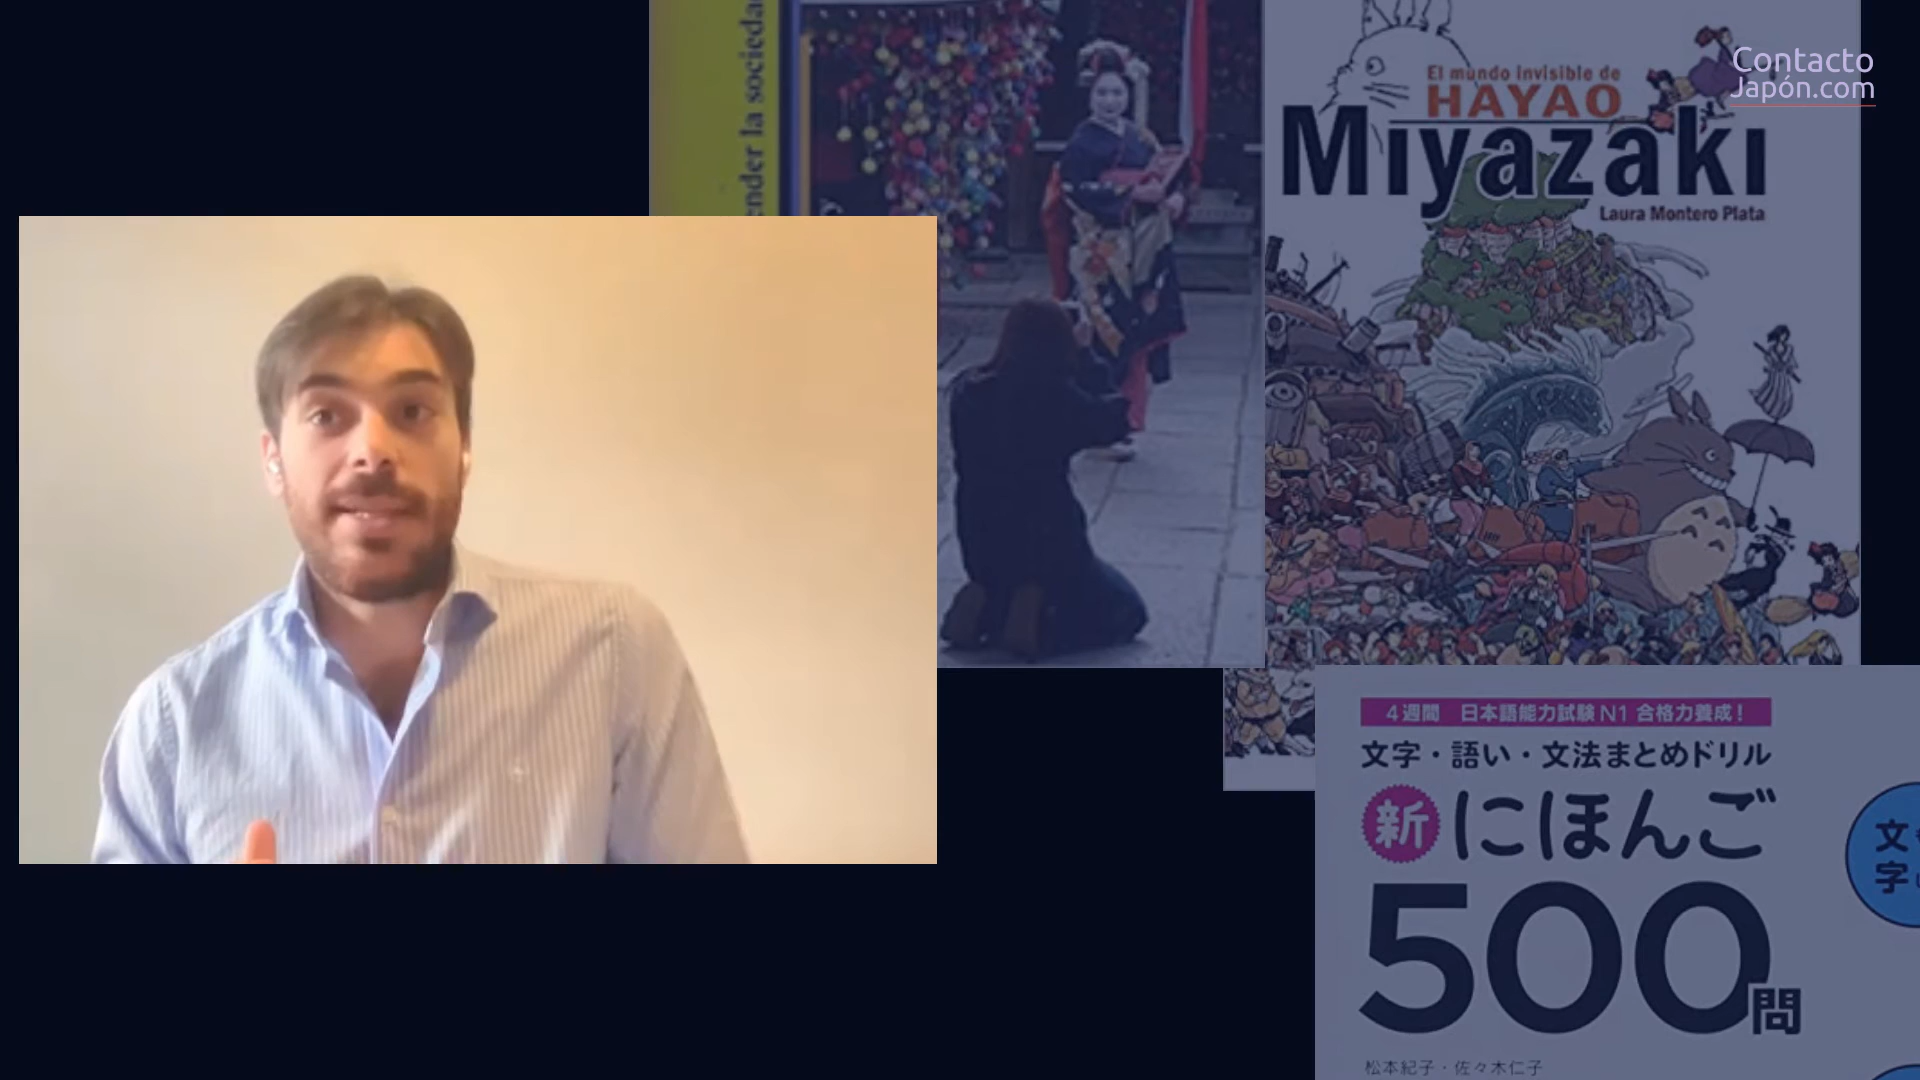 ender la sociedad
El mundo invisible de
HAYAO
Miyazaki
Laura Montero Plata
Contacto
Japón.com
4週間 日本語能力試験N1 合格力養成!
文字・語い・文法まとめドリル
新にほんご
500問
松本紀子・佐々木仁子
文
字